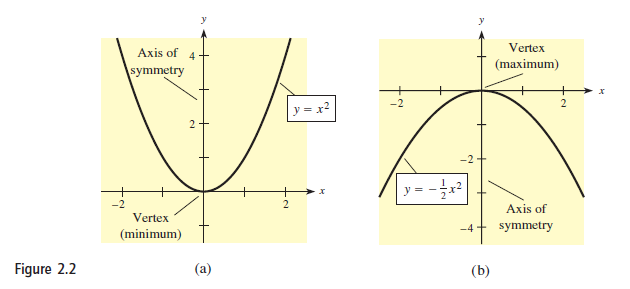 y
Axis of
symmetry
4
y = x²
2
-2
2
x
Vertex
(minimum)
(a)
y
Vertex
(maximum)
-2
2
x
-2
y = -½x²
Axis of
symmetry
-4
(b)
Figure 2.2